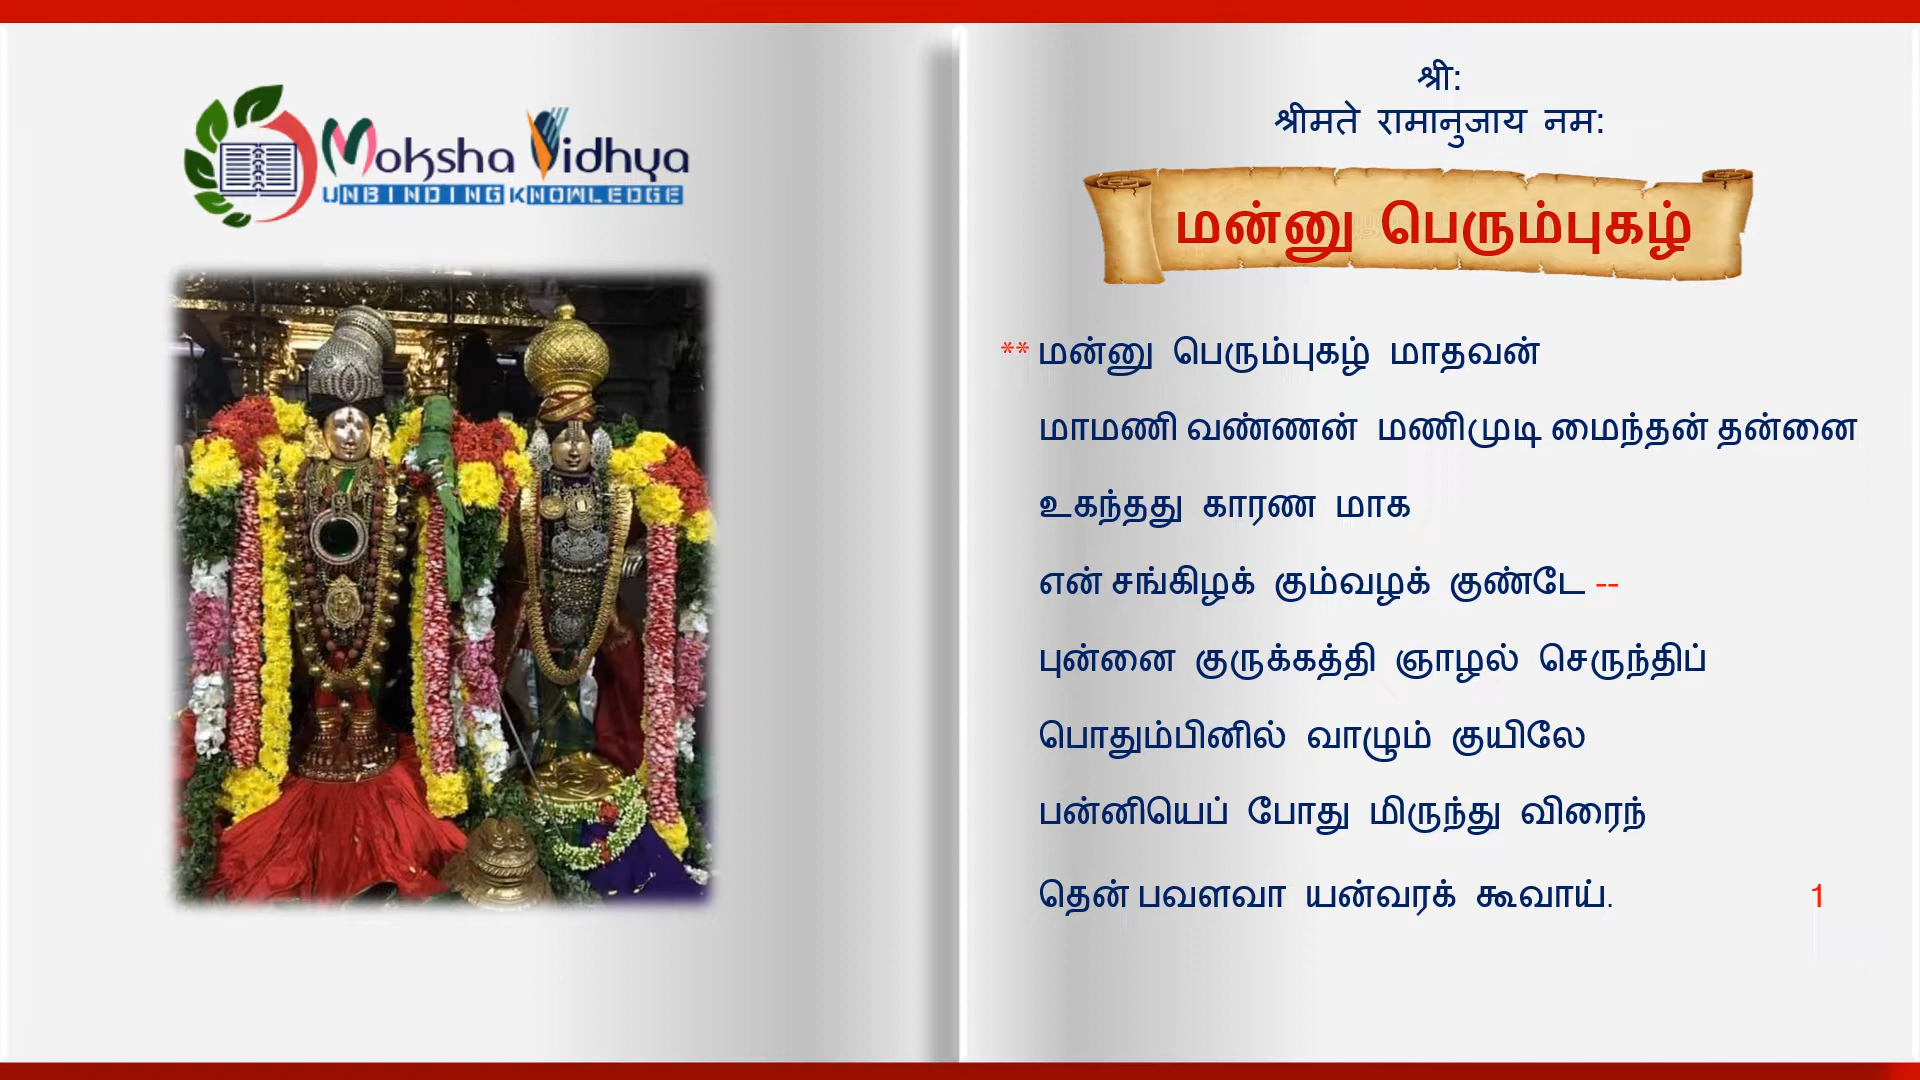 Moksha Vidhya
UNBINDING KNOWLEDGE
श्री:
श्रीमते रामानुजाय नम:
மன்னு பெரும்புகழ்
** மன்னு பெரும்புகழ் மாதவன்
மாமணி வண்ணன் மணிமுடி மைந்தன் தன்னை
உகந்தது காரண மாக
என் சங்கிழக் கும்வழக் குண்டே --
புன்னை குருக்கத்தி ஞாழல் செருந்திப்
பொதும்பினில் வாழும் குயிலே
பன்னியெப் போது மிருந்து விரைந்
தென் பவளவா யன்வரக் கூவாய். 1